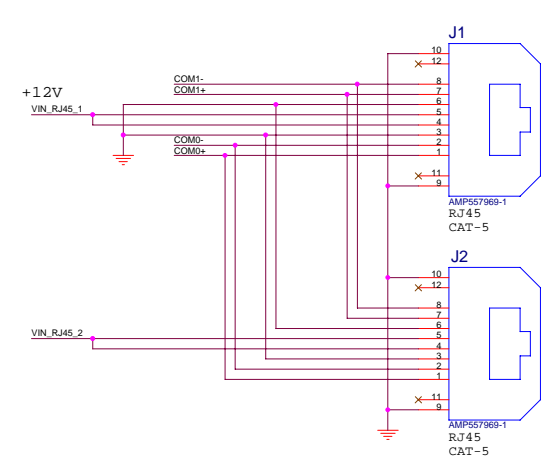 J1
10
12
COM1-
8
COM1+
7
+12V
6
VIN_RJ45_1
5
4
3
COM0-
2
COM0+
1
11
9
AMP557969-1
RJ45
CAT-5
J2
10
12
8
7
6
VIN_RJ45_2
5
4
3
2
1
11
9
AMP557969-1
RJ45
CAT-5